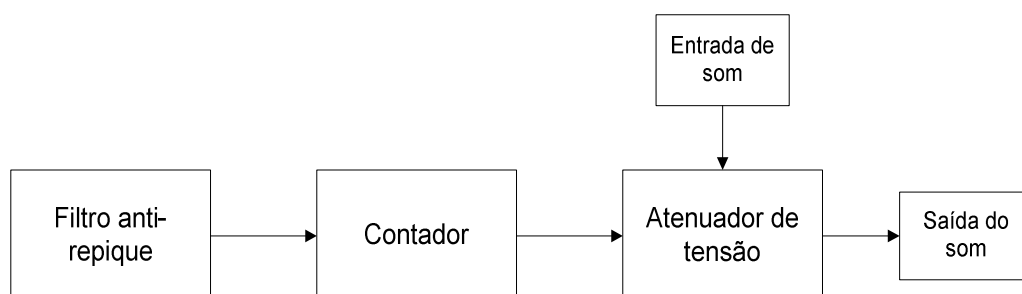 Entrada de
som
Filtro anti-
repique
Contador
Atenuador de
tensão
Saída do
som